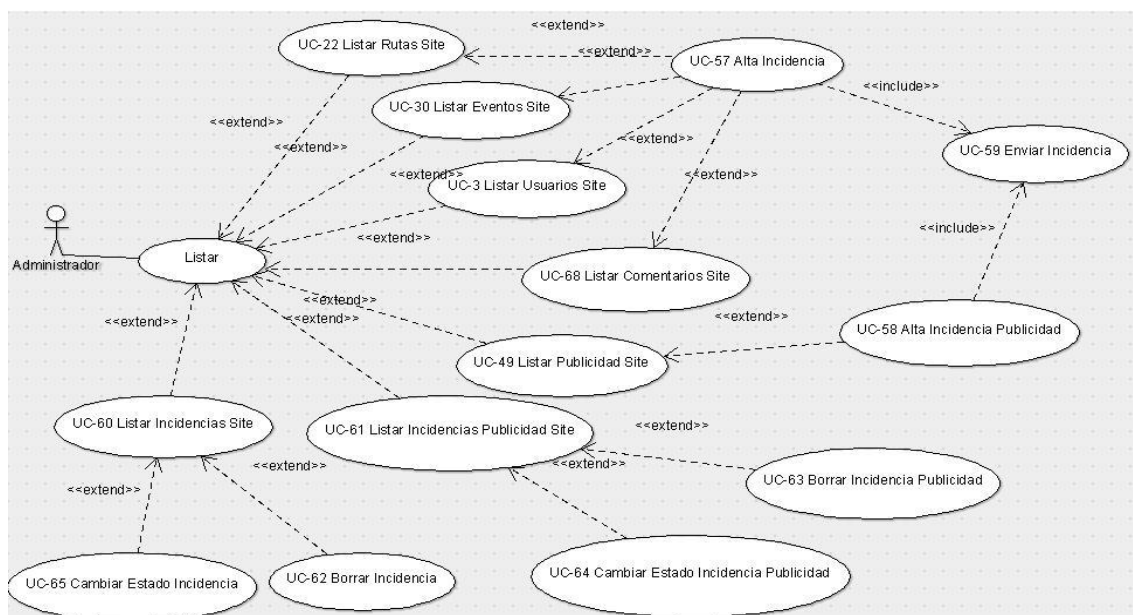 <<extend>>
UC-22 Listar Rutas Site
<<extend>>
UC-57 Alta Incidencia
<<include>>
UC-30 Listar Eventos Site
<<extend>>
<<extend>>
UC-59 Enviar Incidencia
<<extend>>
UC-3 Listar Usuarios Site
<<extend>>
<<include>>
<<extend>>
Administrador
Listar
UC-68 Listar Comentarios Site
<<extend>>
<<extend>>
<<extend>>
<<extend>>
UC-58 Alta Incidencia Publicidad
UC-49 Listar Publicidad Site
UC-60 Listar Incidencias Site
UC-61 Listar Incidencias Publicidad Site
<<extend>>
<<extend>>
<<extend>>
UC-63 Borrar Incidencia Publicidad
<<extend>>
UC-65 Cambiar Estado Incidencia
UC-62 Borrar Incidencia
UC-64 Cambiar Estado Incidencia Publicidad